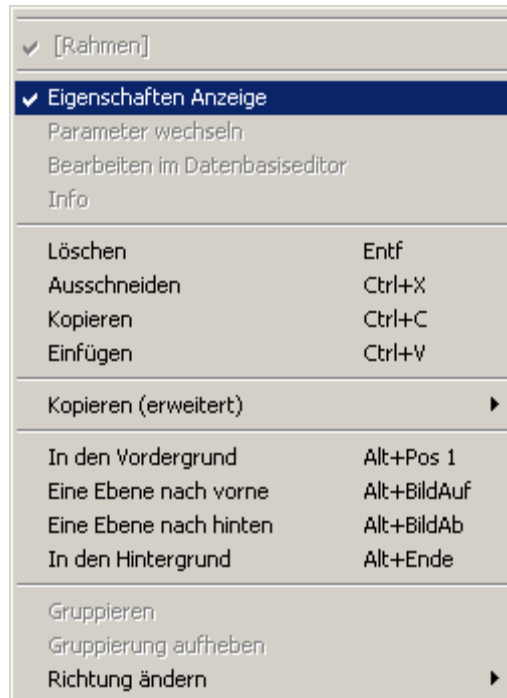 [Rahmen]
Eigenschaften Anzeige
Parameter wechseln
Bearbeiten im Datenbasiseditor
Info
Löschen Entf
Ausschneiden Ctrl+X
Kopieren Ctrl+C
Einfügen Ctrl+V
Kopieren (erweitert)
In den Vordergrund Alt+Pos 1
Eine Ebene nach vorne Alt+BildAuf
Eine Ebene nach hinten Alt+BildAb
In den Hintergrund Alt+Ende
Gruppieren
Gruppierung aufheben
Richtung ändern